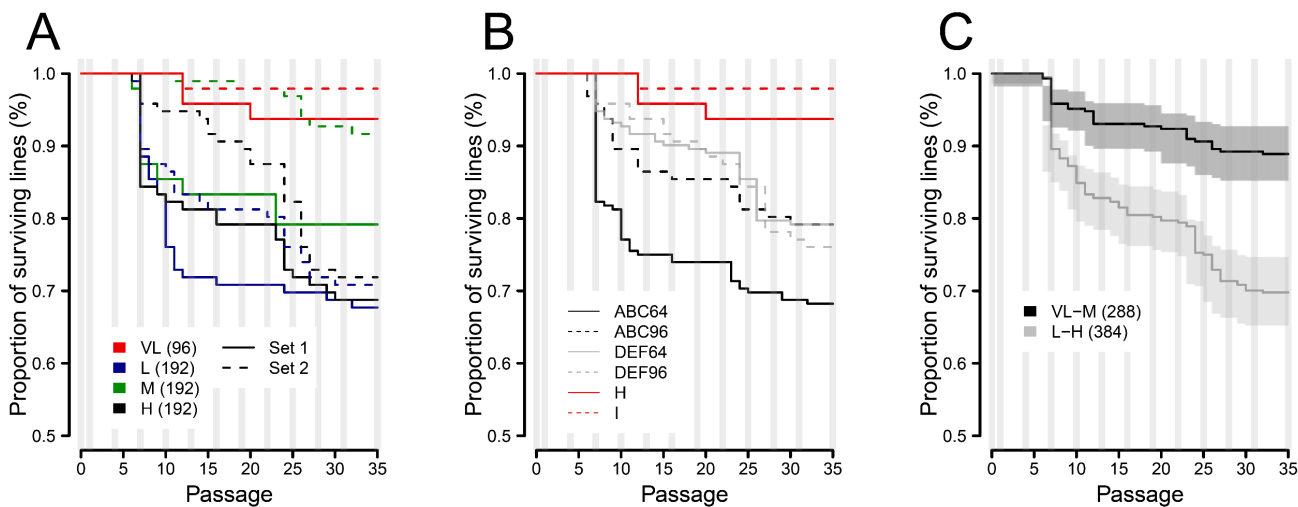 A
Proportion of surviving lines (%)
1.0
0.9
0.8
0.7
0.6
0.5
VL (96)
L (192)
M (192)
H (192)
Set 1
Set 2
0 5 10 15 20 25 30 35
Passage
B
Proportion of surviving lines (%)
1.0
0.9
0.8
0.7
0.6
0.5
ABC64
ABC96
DEF64
DEF96
H
I
0 5 10 15 20 25 30 35
Passage
C
Proportion of surviving lines (%)
1.0
0.9
0.8
0.7
0.6
0.5
VL−M (288)
L−H (384)
0 5 10 15 20 25 30 35
Passage